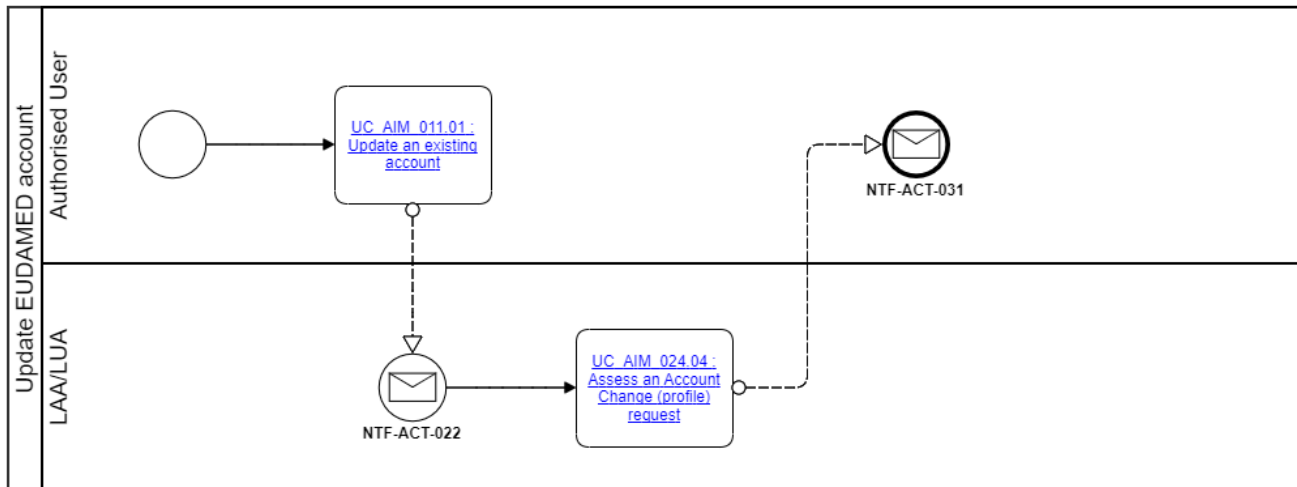 Update EUDAMED account
Authorised User
UC_AIM_011.01 :
Update an existing
account
NTF-ACT-031
LAA/LUA
NTF-ACT-022
UC_AIM_024.04 :
Assess an Account
Change (profile)
request